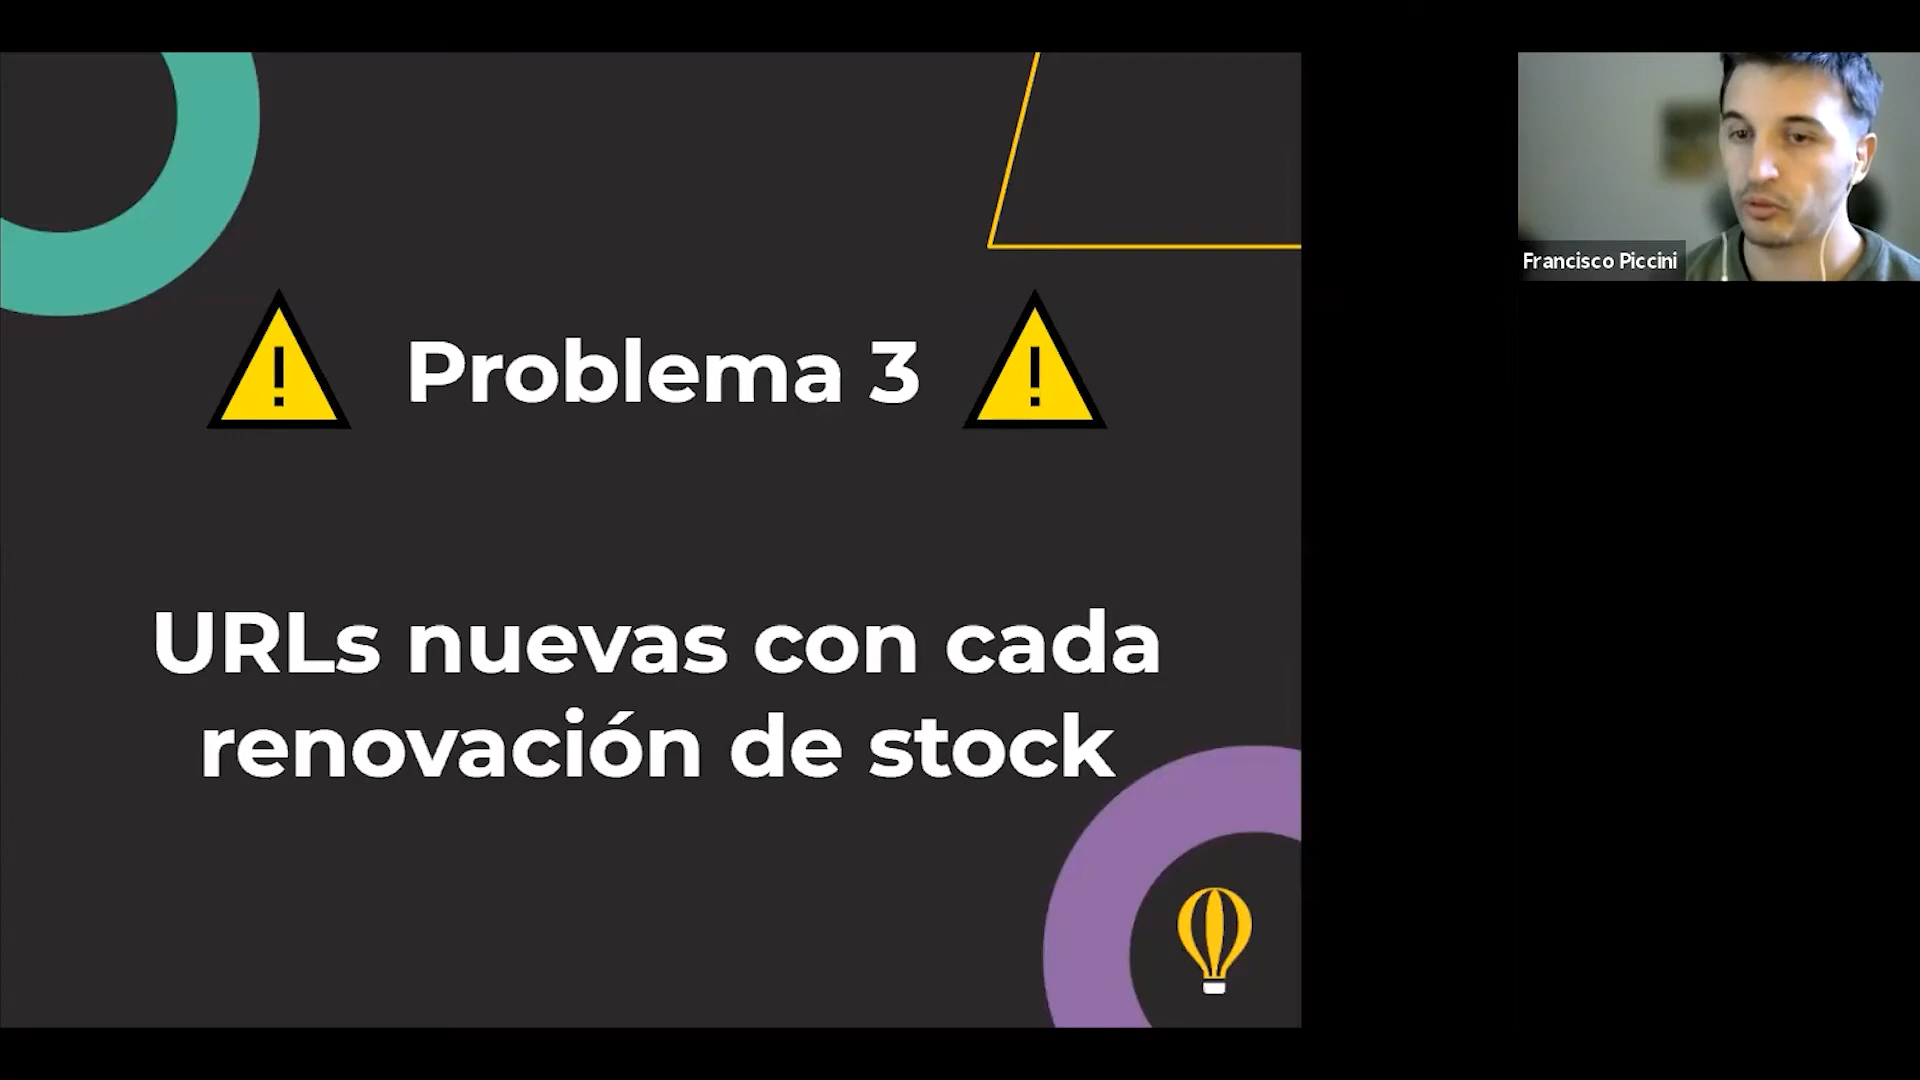 Problema 3
URLs nuevas con cada
renovación de stock
Francisco Piccini